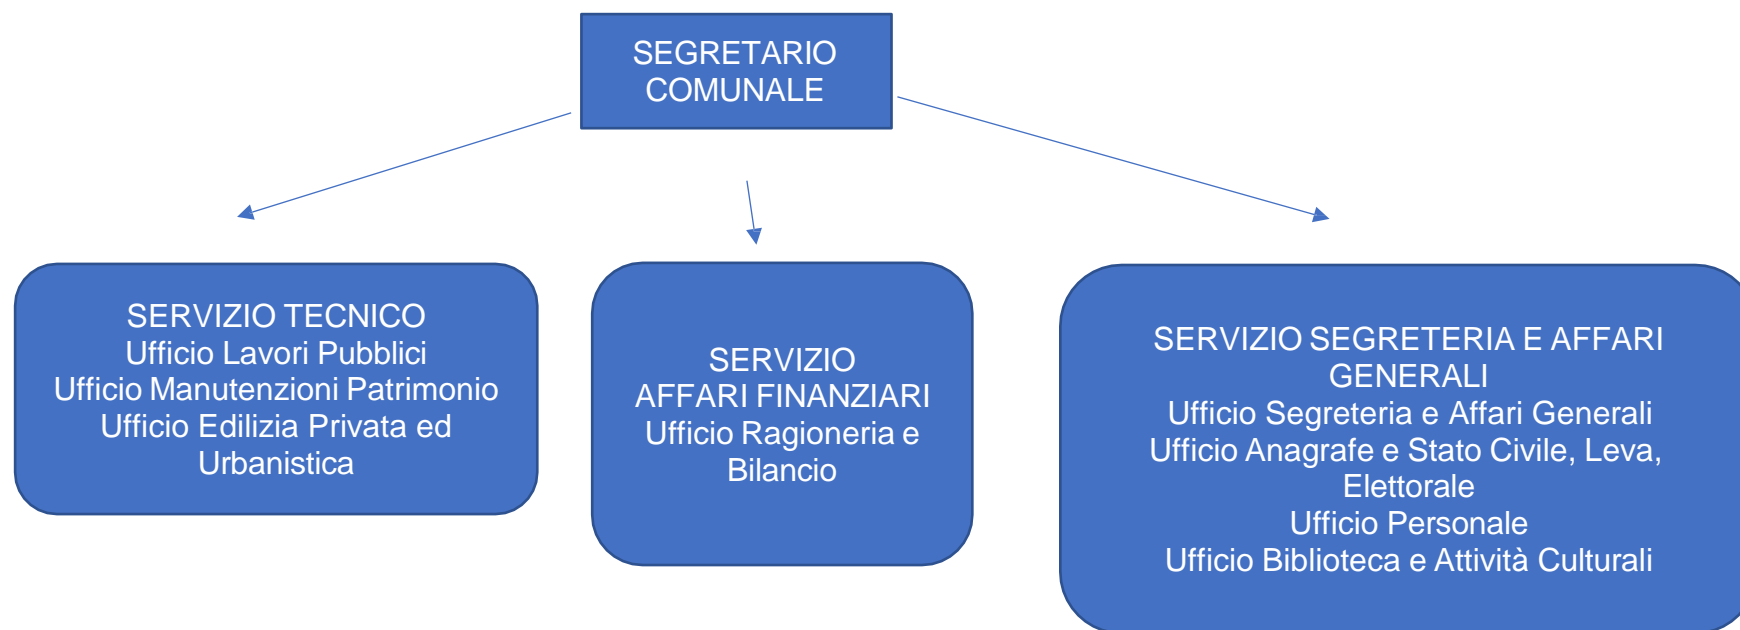 SEGRETARIO
COMUNALE
SERVIZIO TECNICO
Ufficio Lavori Pubblici
Ufficio Manutenzioni Patrimonio
Ufficio Edilizia Privata ed
Urbanistica
SERVIZIO
AFFARI FINANZIARI
Ufficio Ragioneria e
Bilancio
SERVIZIO SEGRETERIA E AFFARI
GENERALI
Ufficio Segreteria e Affari Generali
Ufficio Anagrafe e Stato Civile, Leva,
Elettorale
Ufficio Personale
Ufficio Biblioteca e Attività Culturali